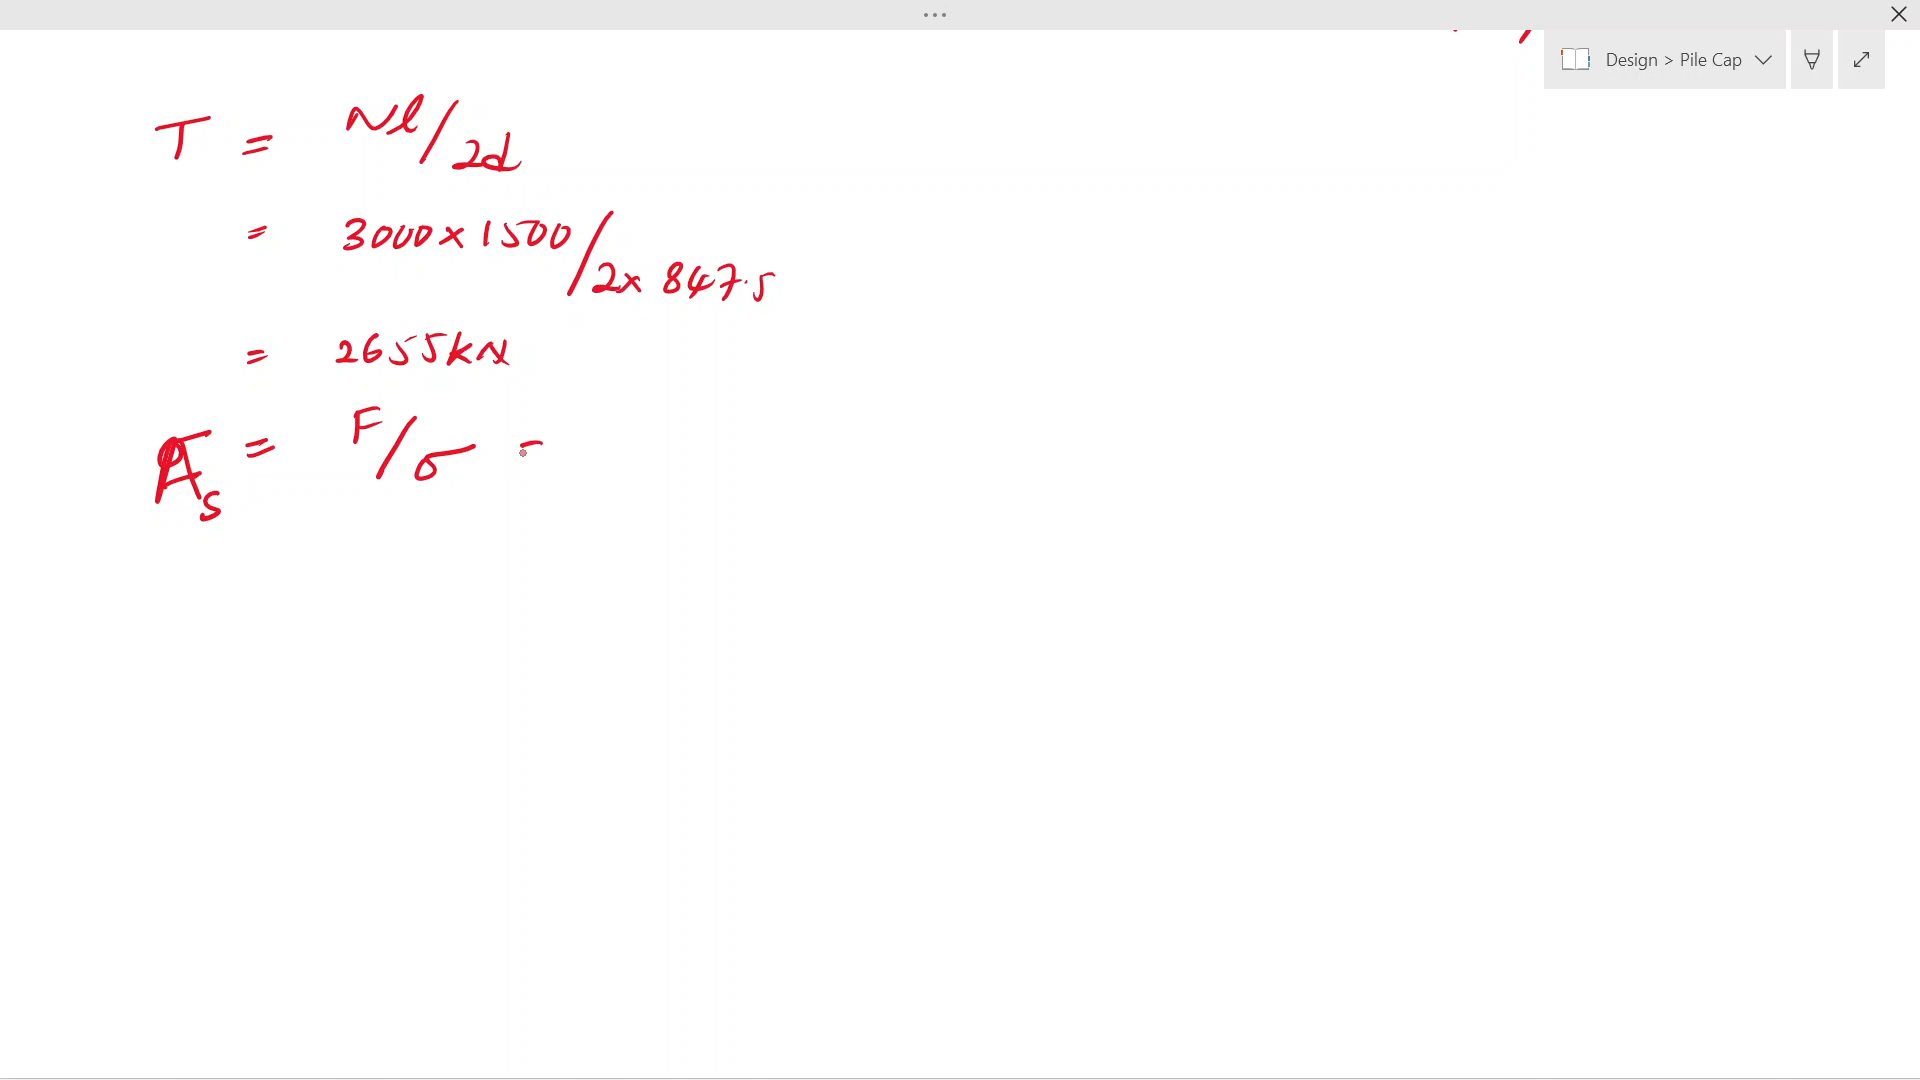 Design > Pile Cap
T = Nl/2d
= 3000 x 1500/2x 847.5
= 2655kN
As = F/σ =